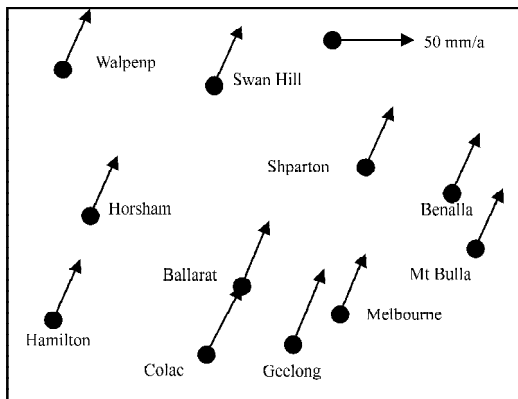 50 mm/a
Walpenp
Swan Hill
Shparton
Benalla
Horsham
Mt Bulla
Ballarat
Melbourne
Hamilton
Colac
Geelong